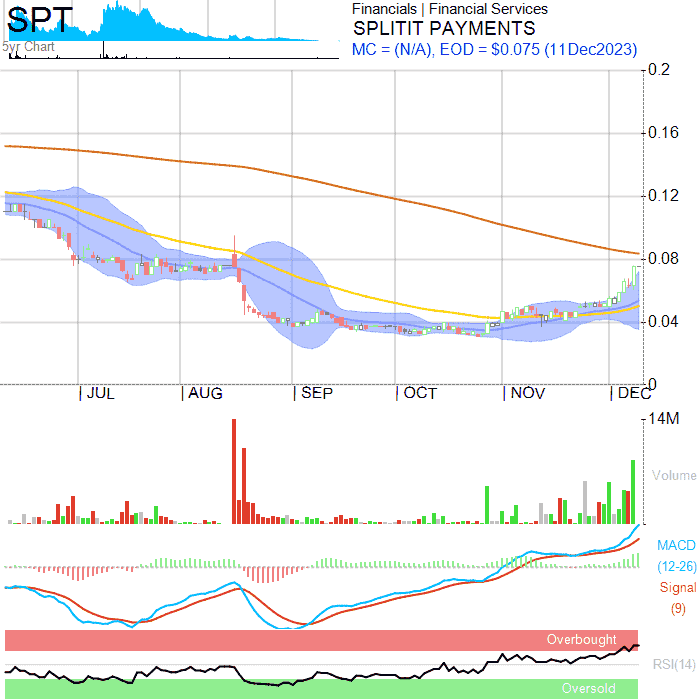 SPT
5yr Chart
Financials | Financial Services
SPLITIT PAYMENTS
MC = (N/A), EOD = $0.075 (11Dec2023)
0.2
0.16
0.12
0.08
0.04
0
JUL AUG SEP OCT NOV DEC
14M
Volume
MACD
(12-26)
Signal
(9)
Overbought
RSI(14)
Oversold